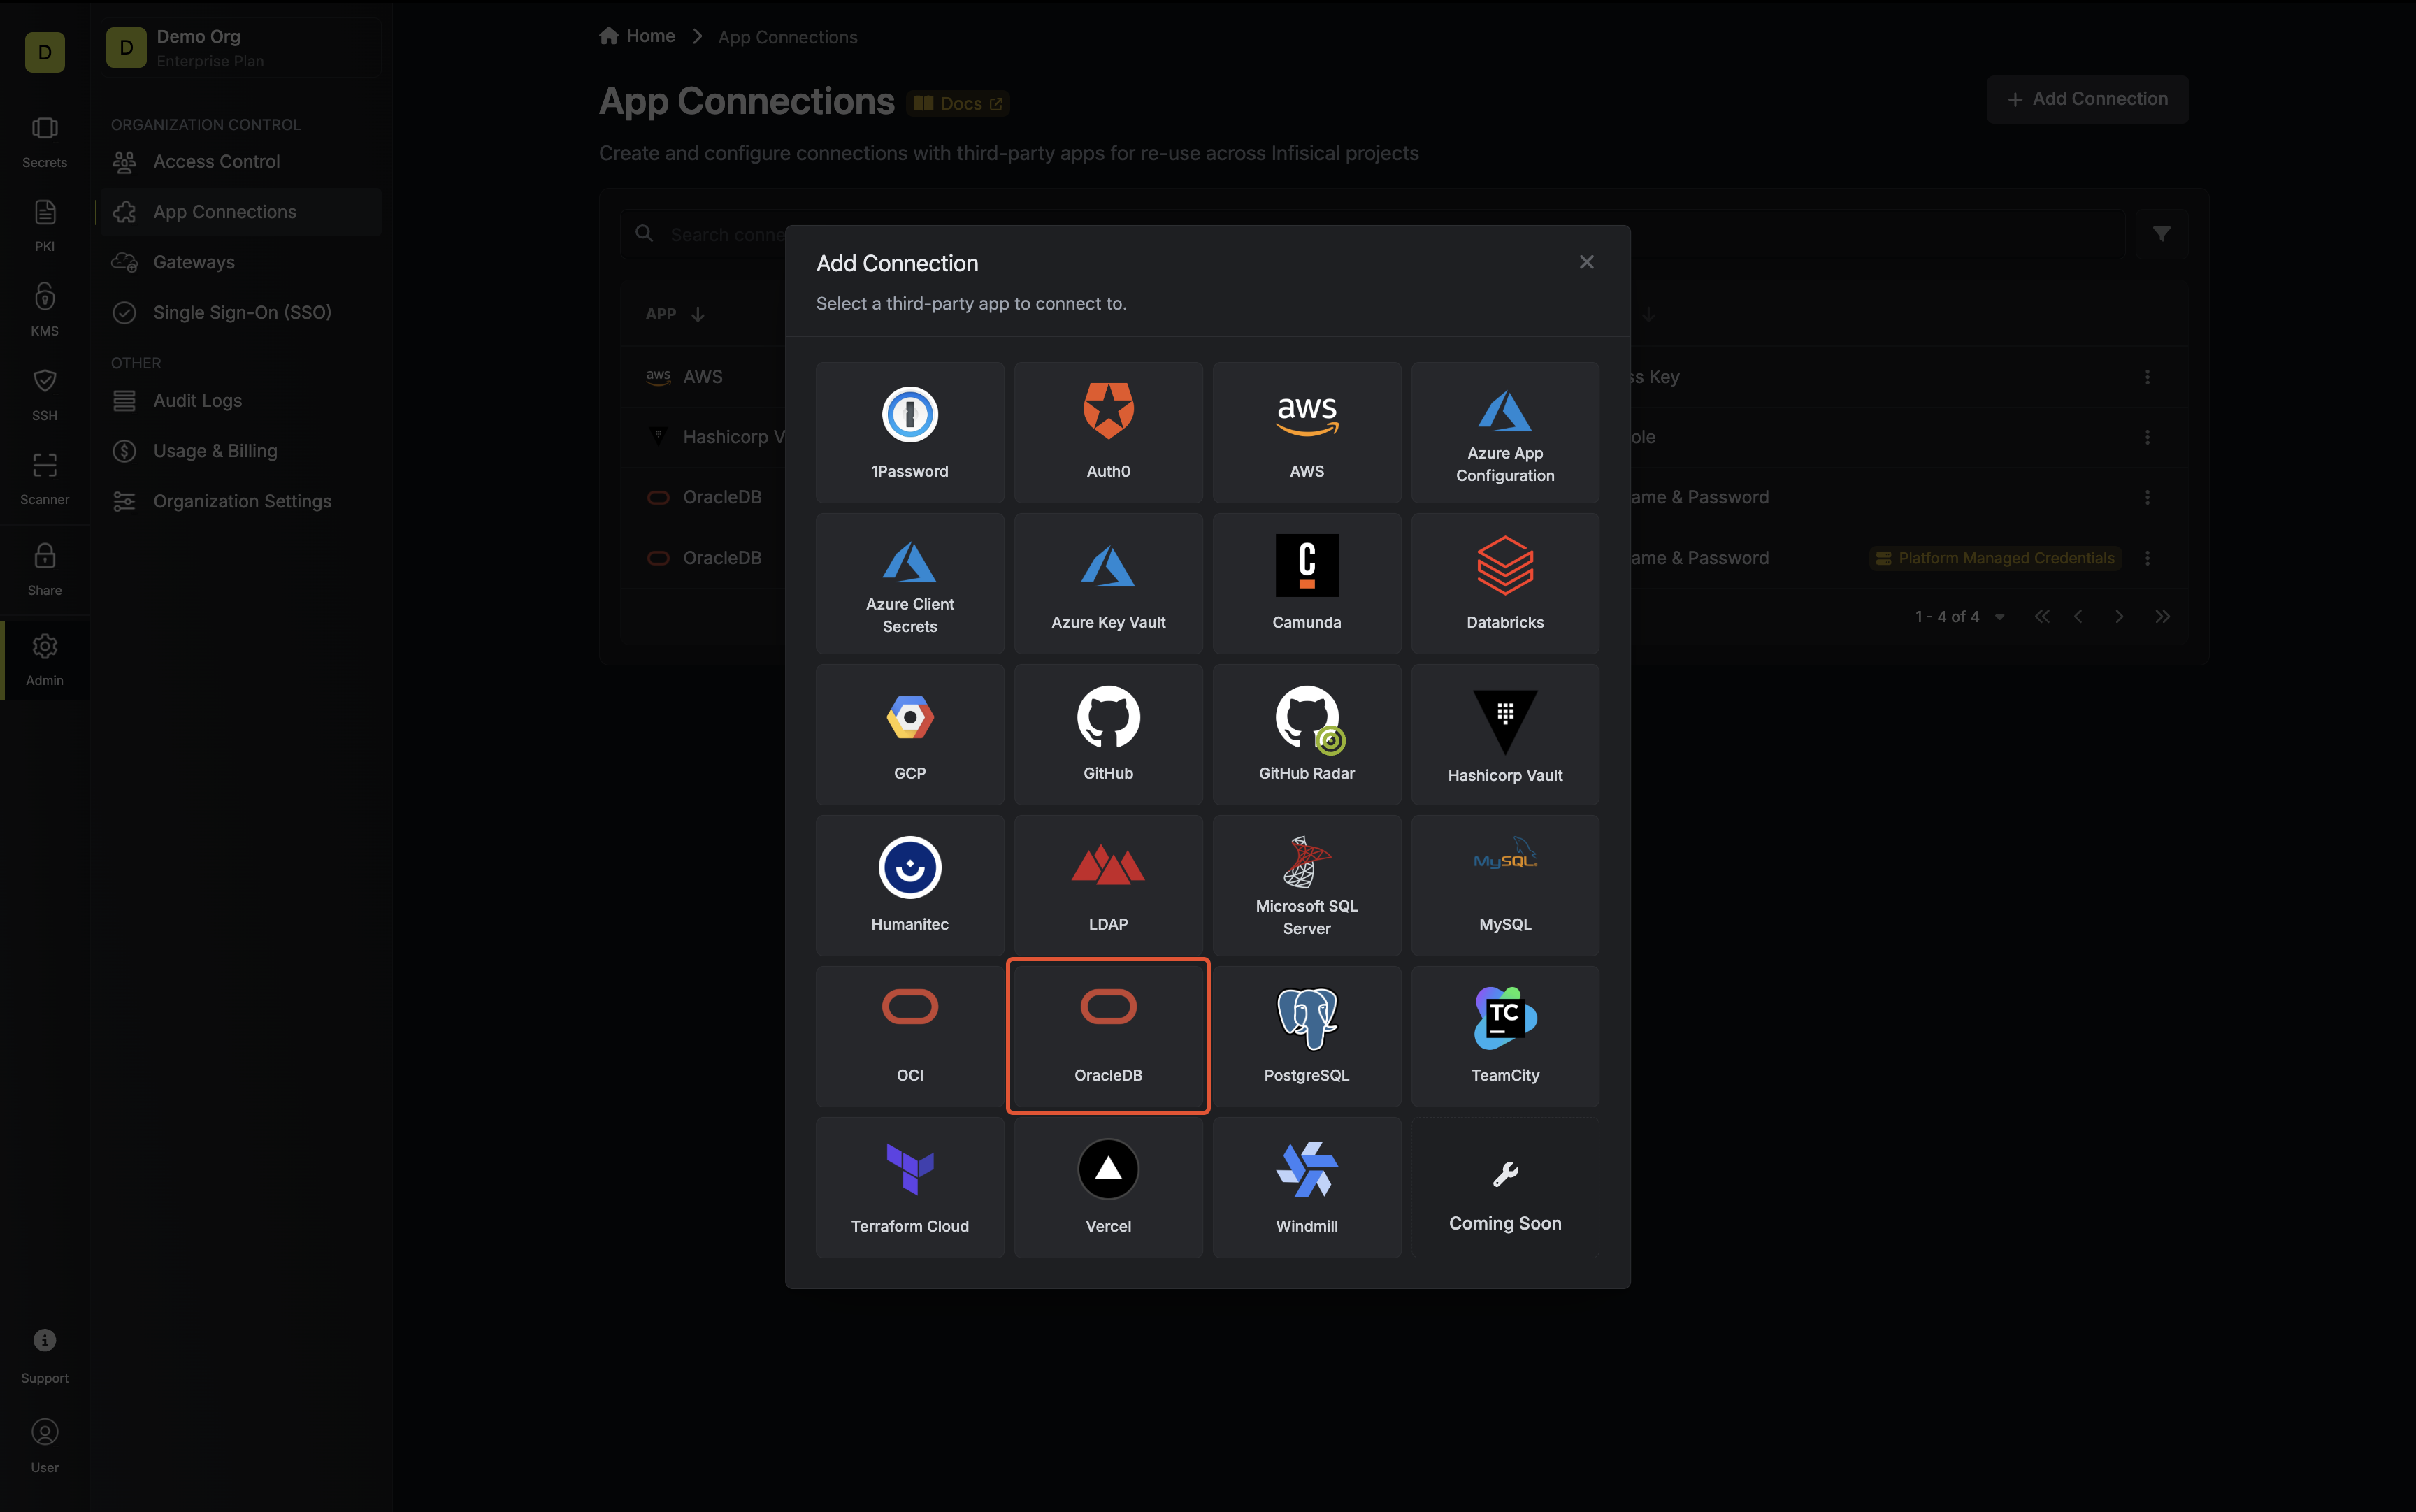 D
Secrets
PKI
KMS
SSH
Scanner
Share
Admin
Support
User
D
Demo Org
Enterprise Plan
ORGANIZATION CONTROL
Access Control
App Connections
Gateways
Single Sign-On (SSO)
OTHER
Audit Logs
Usage & Billing
Organization Settings
Home
App Connections
App Connections
Docs
Add Connection
Create and configure connections with third-party apps for re-use across Infisical projects
Search conne
APP
aws AWS
ss Key
Hashicorp V
ole
OracleDB
ame & Password
OracleDB
ame & Password
Platform Managed Credentials
1 - 4 of 4
Add Connection
Select a third-party app to connect to.
1Password
Auth0
aws
AWS
Azure App
Configuration
Azure Client
Secrets
Azure Key Vault
C
Camunda
Databricks
GCP
GitHub
GitHub Radar
Hashicorp Vault
Humanitec
LDAP
Microsoft SQL
Server
MySQL
MySQL
OCI
OracleDB
PostgreSQL
TC
TeamCity
Terraform Cloud
Vercel
Windmill
Coming Soon